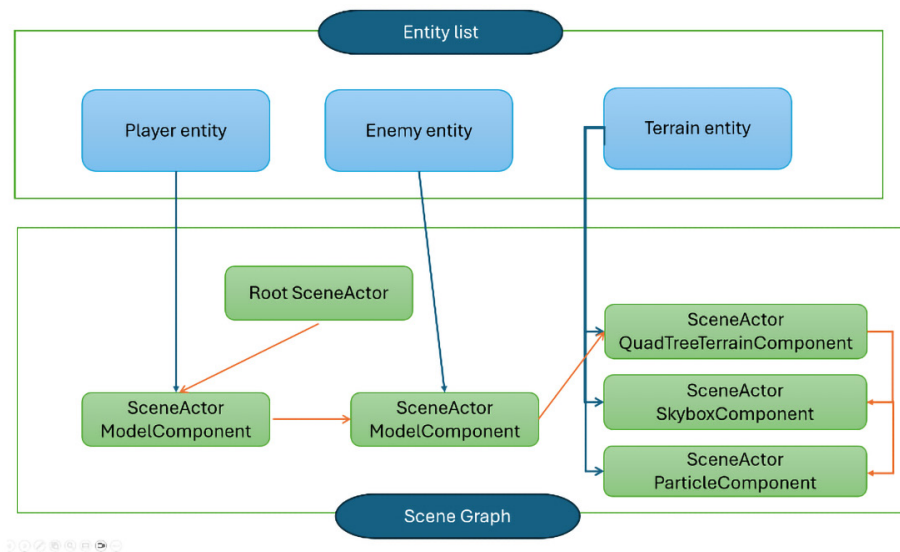 Entity list
Player entity
Enemy entity
Terrain entity
Root SceneActor
SceneActor
QuadTreeTerrainComponent
SceneActor
ModelComponent
SceneActor
ModelComponent
SceneActor
SkyboxComponent
SceneActor
ParticleComponent
Scene Graph